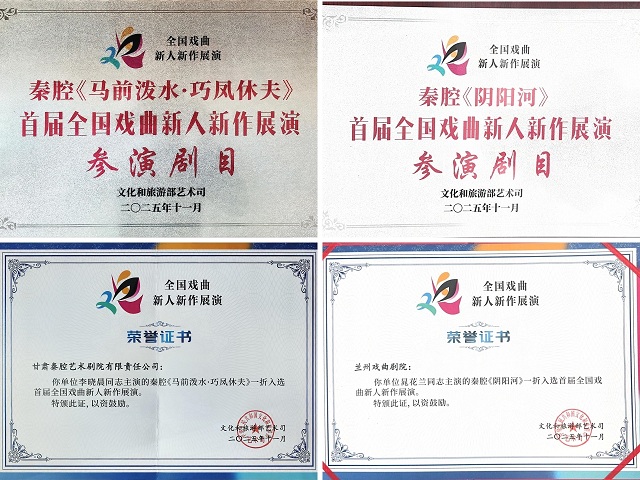 全国戏曲
新人新作展演
秦腔《马前泼水·巧凤休夫》
首届全国戏曲新人新作展演
参演剧目
文化和旅游部艺术司
二〇二五年十一月
全国戏曲
新人新作展演
秦腔《阴阳河》
首届全国戏曲新人新作展演
参演剧目
文化和旅游部艺术司
二〇二五年十一月
全国戏曲
新人新作展演
荣誉证书
甘肃秦腔艺术剧院有限责任公司：
你单位李晓晨同志主演的秦腔《马前泼水·巧凤休夫》一折入选
首届全国戏曲新人新作展演。
特颁此证，以资鼓励。
文化和旅游部艺术司
二〇二五年十一月
全国戏曲
新人新作展演
荣誉证书
兰州戏曲剧院：
你单位晁花兰同志主演的秦腔《阴阳河》一折入选首届全国戏
曲新人新作展演。
特颁此证，以资鼓励。
文化和旅游部艺术司
二〇二五年十一月